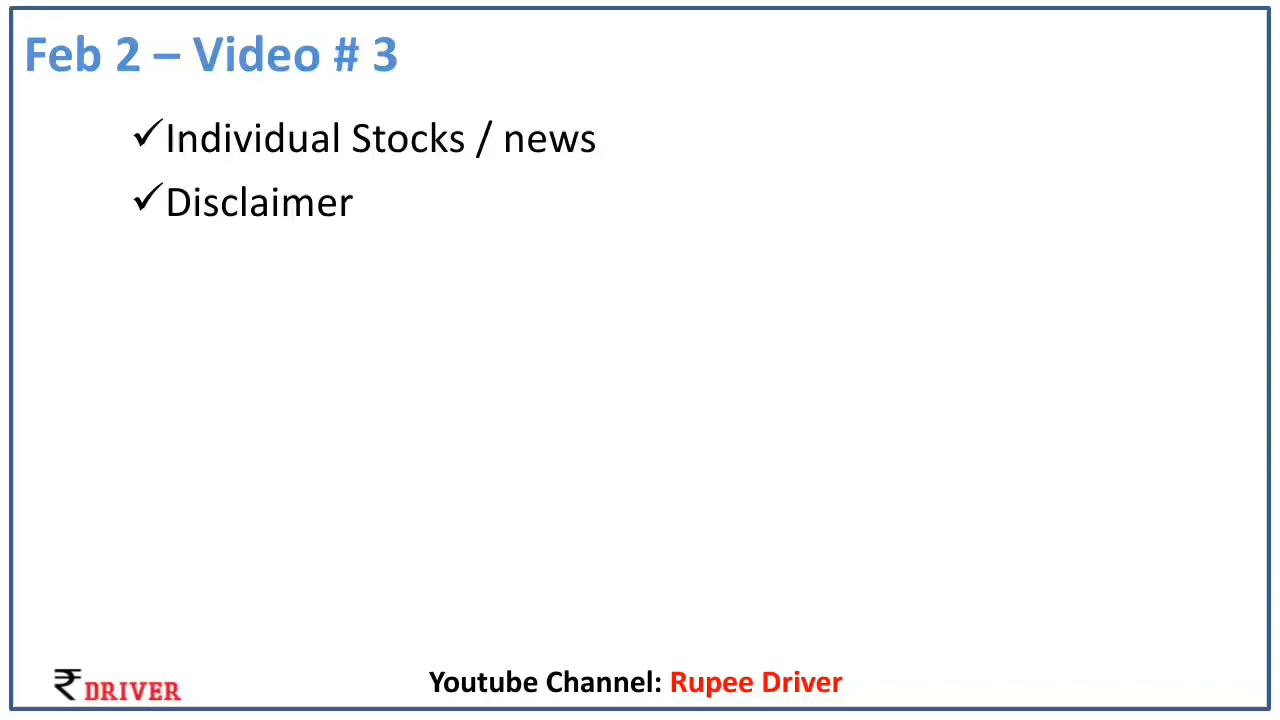 Feb 2 – Video # 3
✓Individual Stocks / news
✓Disclaimer
₹ DRIVER
Youtube Channel: Rupee Driver